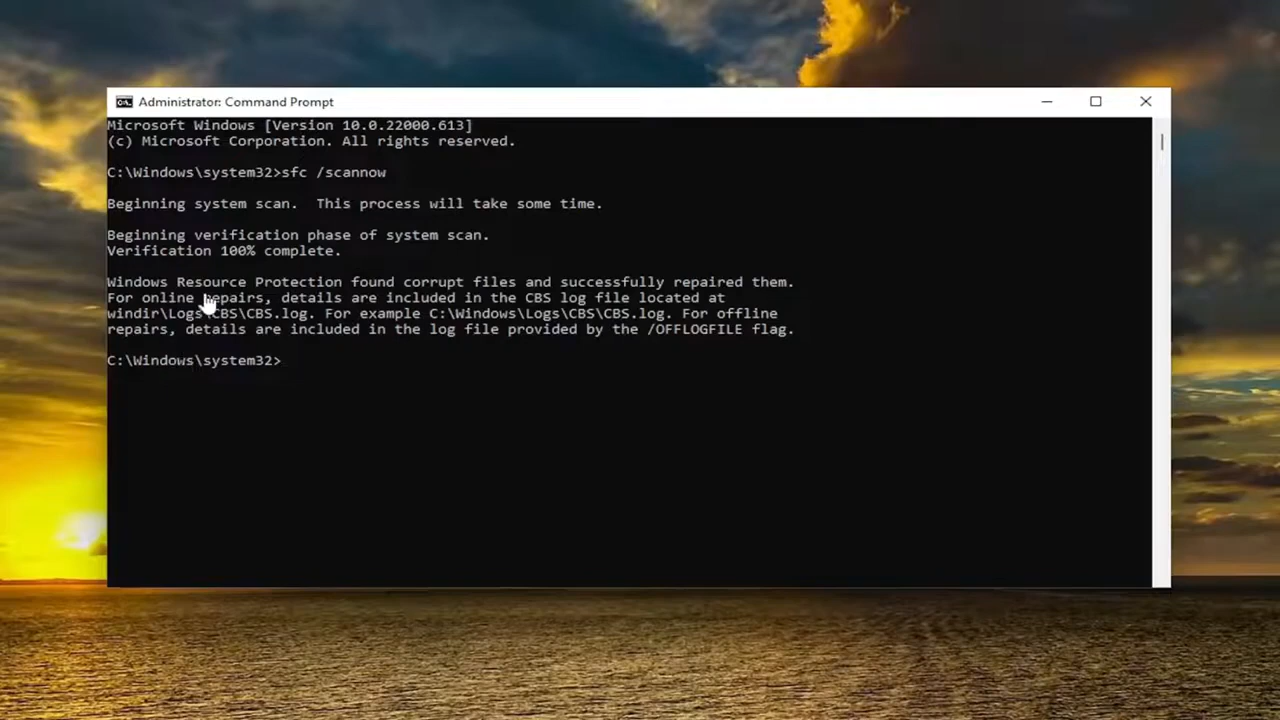 Administrator: Command Prompt
Microsoft Windows [Version 10.0.22000.613]
(c) Microsoft Corporation. All rights reserved.
C:\Windows\system32>sfc /scannow
Beginning system scan.  This process will take some time.
Beginning verification phase of system scan.
Verification 100% complete.
Windows Resource Protection found corrupt files and successfully repaired them.
For online repairs, details are included in the CBS log file located at
windir\Logs\CBS\CBS.log. For example C:\Windows\Logs\CBS\CBS.log. For offline
repairs, details are included in the log file provided by the /OFFLOGFILE flag.
C:\Windows\system32>